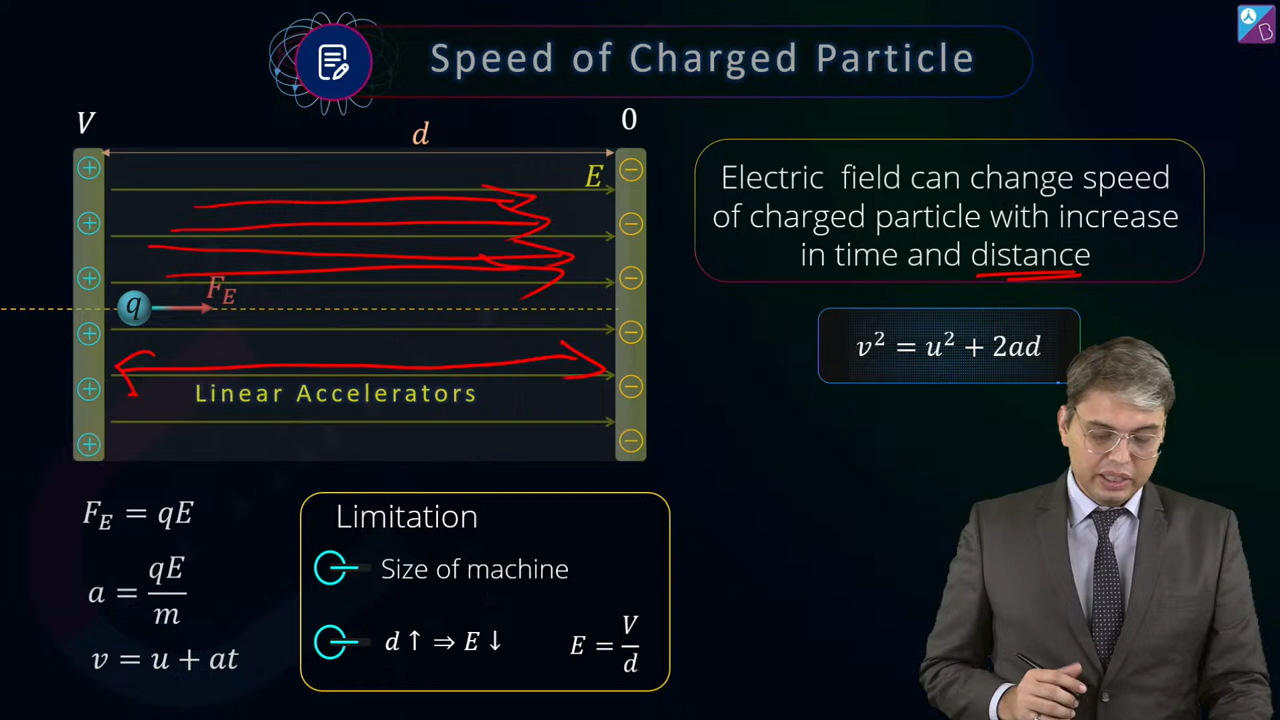 Speed of Charged Particle
V
d
0
E
q
F_E
Linear Accelerators
Electric field can change speed
of charged particle with increase
in time and distance
v² = u² + 2ad
F_E = qE
a = qE/m
v = u + at
Limitation
Size of machine
d ↑ ⇒ E ↓
E = V/d
B